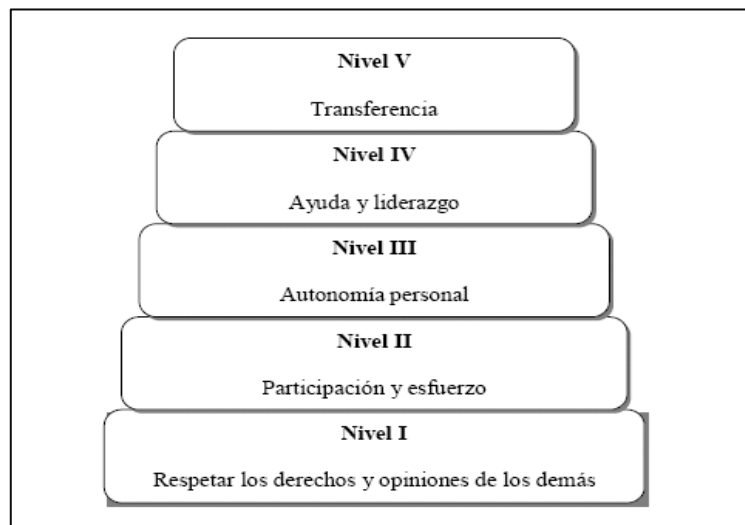 Nivel V
Transferencia
Nivel IV
Ayuda y liderazgo
Nivel III
Autonomía personal
Nivel II
Participación y esfuerzo
Nivel I
Respetar los derechos y opiniones de los demás